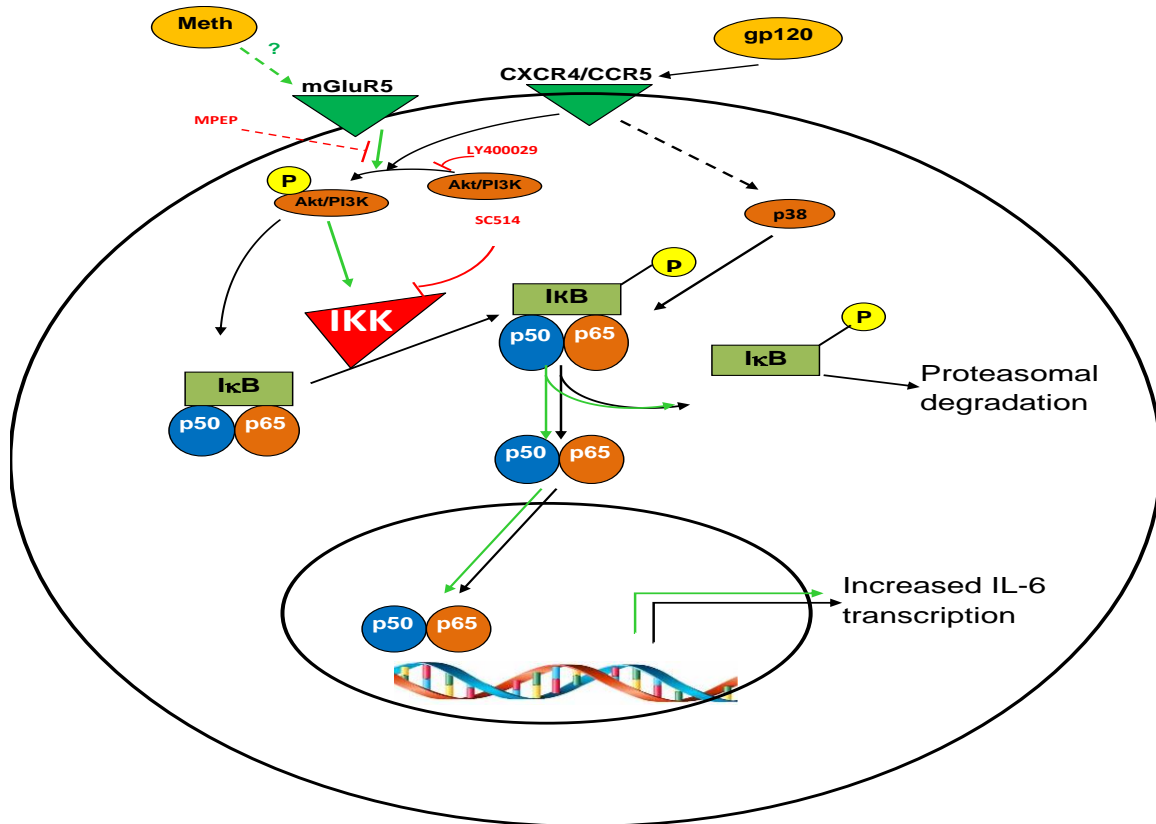 Meth
gp120
?
mGluR5
CXCR4/CCR5
MPEP
LY400029
P
Akt/PI3K
Akt/PI3K
SC514
p38
P
IκB
IKK
p50
p65
P
IκB
IκB
Proteasomal
degradation
p50
p65
p50
p65
Increased IL-6
transcription
p50
p65